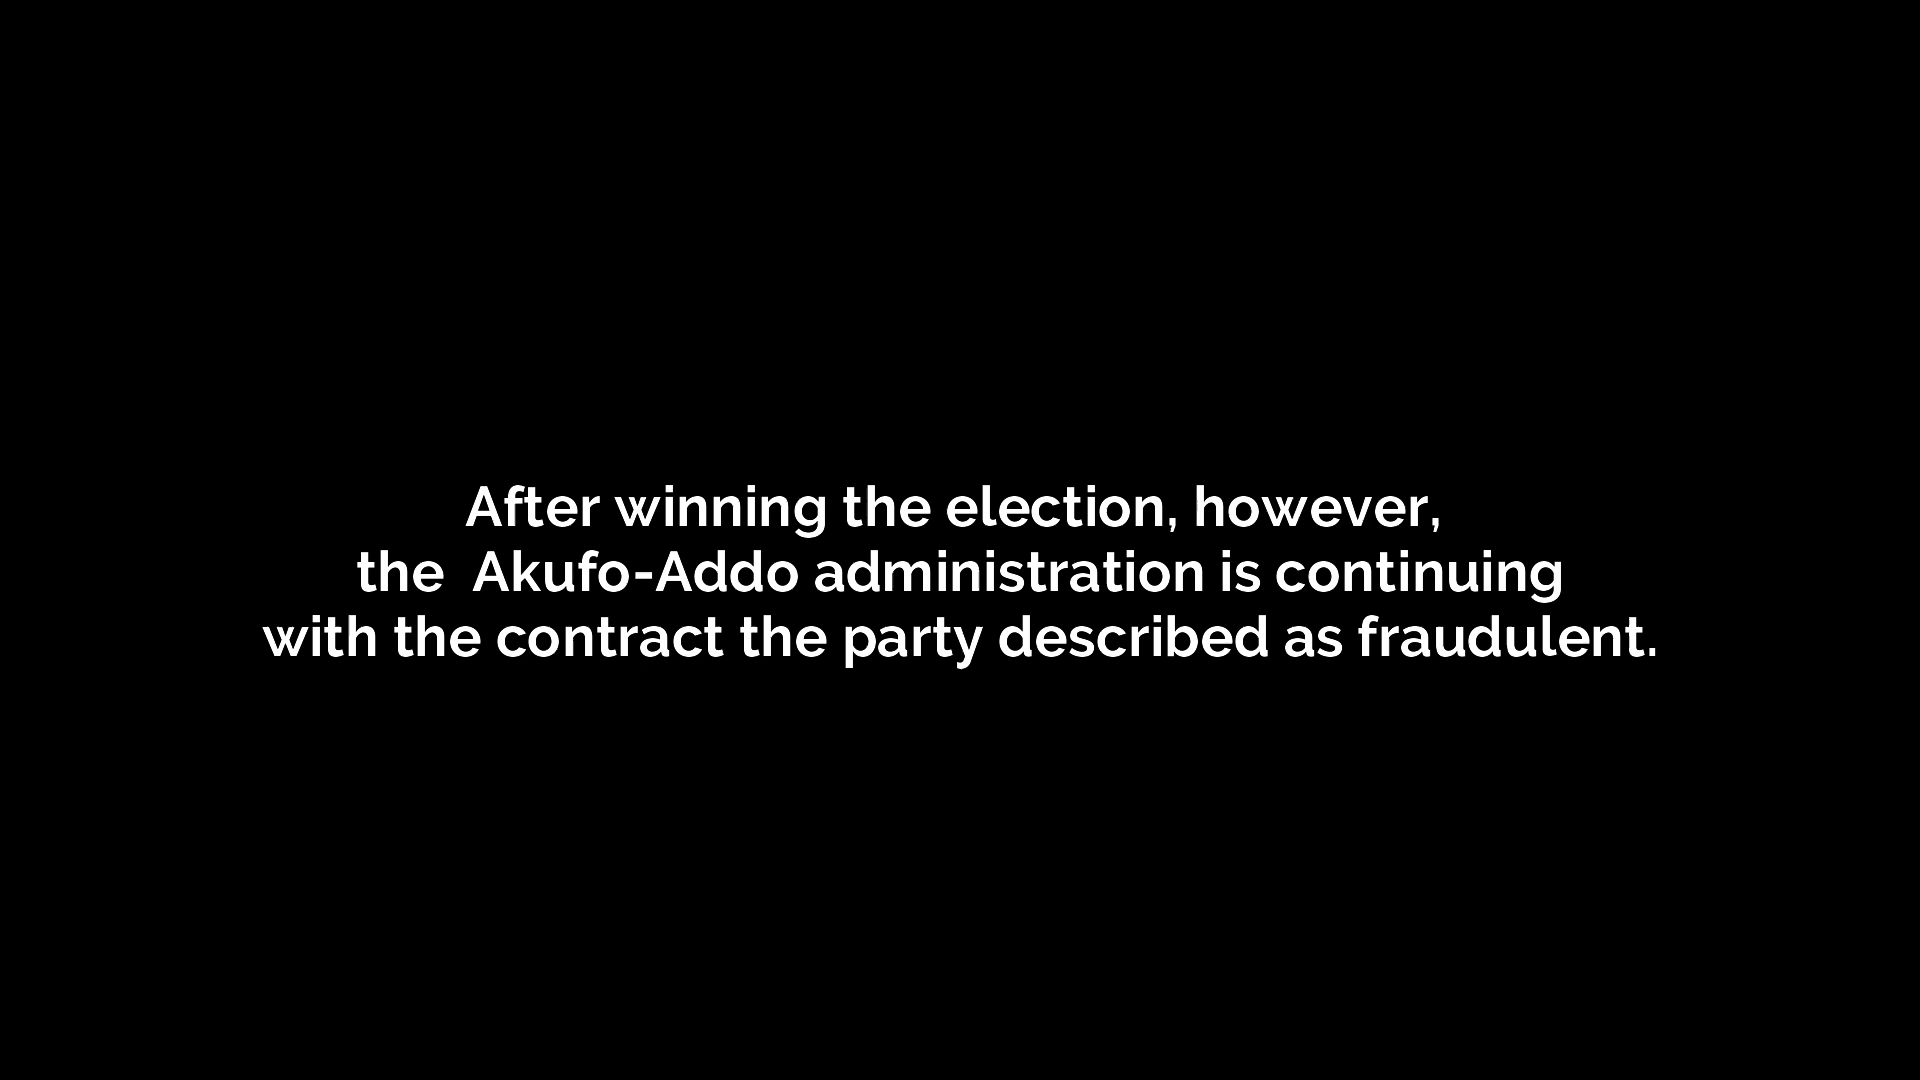 After winning the election, however,
the  Akufo-Addo administration is continuing
with the contract the party described as fraudulent.